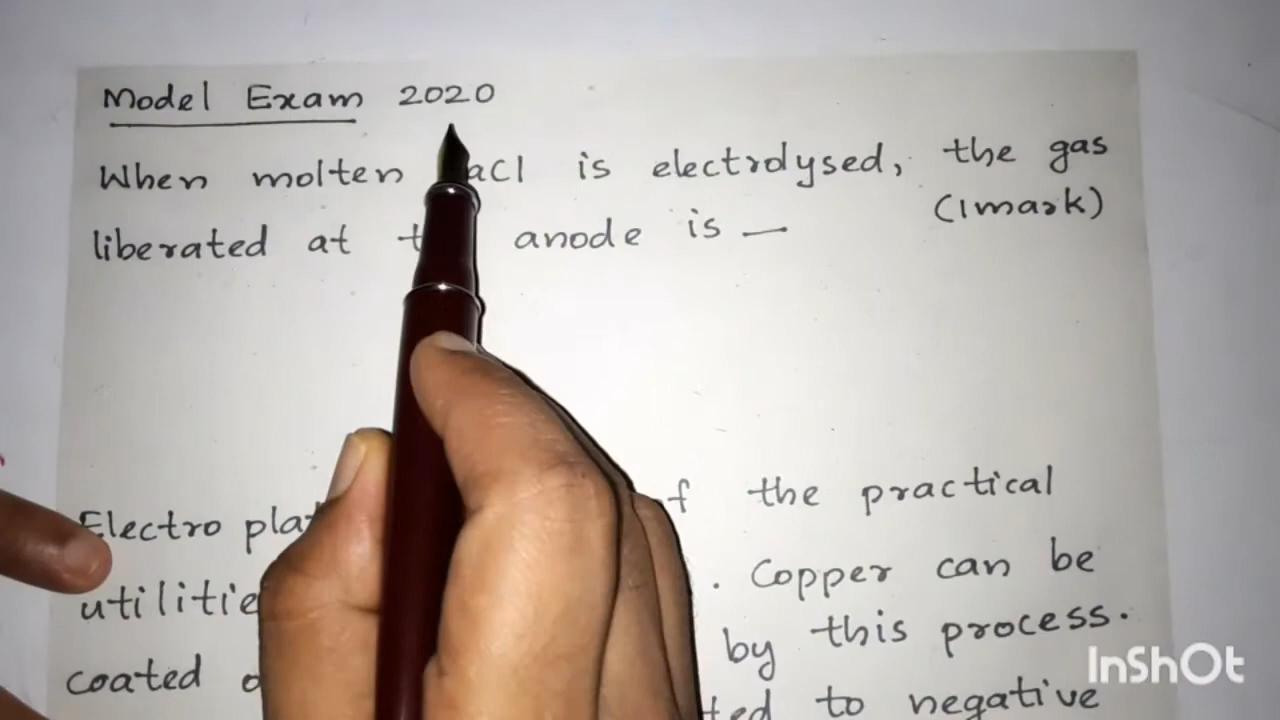 Model Exam 2020
When molten aCl is electrolysed, the gas
liberated at anode is — (1mark)
Electro pla f the practical
utilitie . Copper can be
coated by this process.
ted to negative
InShOt